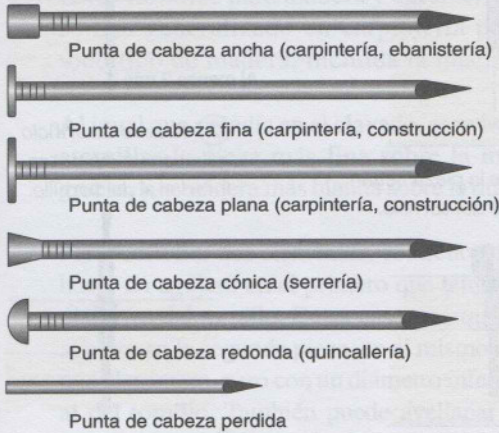 Punta de cabeza ancha (carpintería, ebanistería)
Punta de cabeza fina (carpintería, construcción)
Punta de cabeza plana (carpintería, construcción)
Punta de cabeza cónica (serrería)
Punta de cabeza redonda (quincallería)
Punta de cabeza perdida